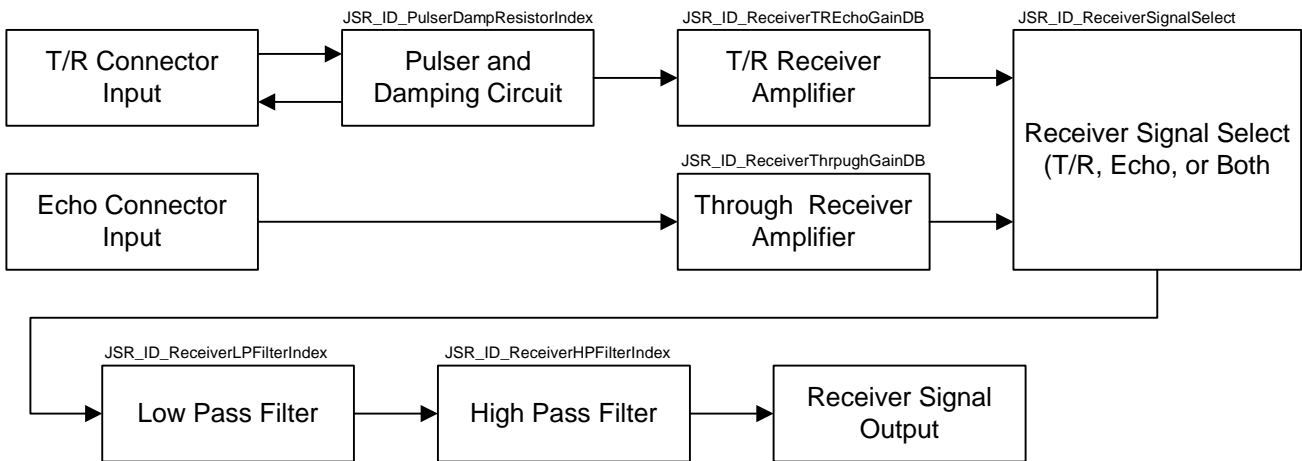 JSR_ID_PulserDampResistorIndex
JSR_ID_ReceiverTREchoGainDB
JSR_ID_ReceiverSignalSelect
T/R Connector
Input
Pulser and
Damping Circuit
T/R Receiver
Amplifier
Receiver Signal Select
(T/R, Echo, or Both
JSR_ID_ReceiverThrpughGainDB
Echo Connector
Input
Through Receiver
Amplifier
JSR_ID_ReceiverLPFilterIndex
JSR_ID_ReceiverHPFilterIndex
Low Pass Filter
High Pass Filter
Receiver Signal
Output